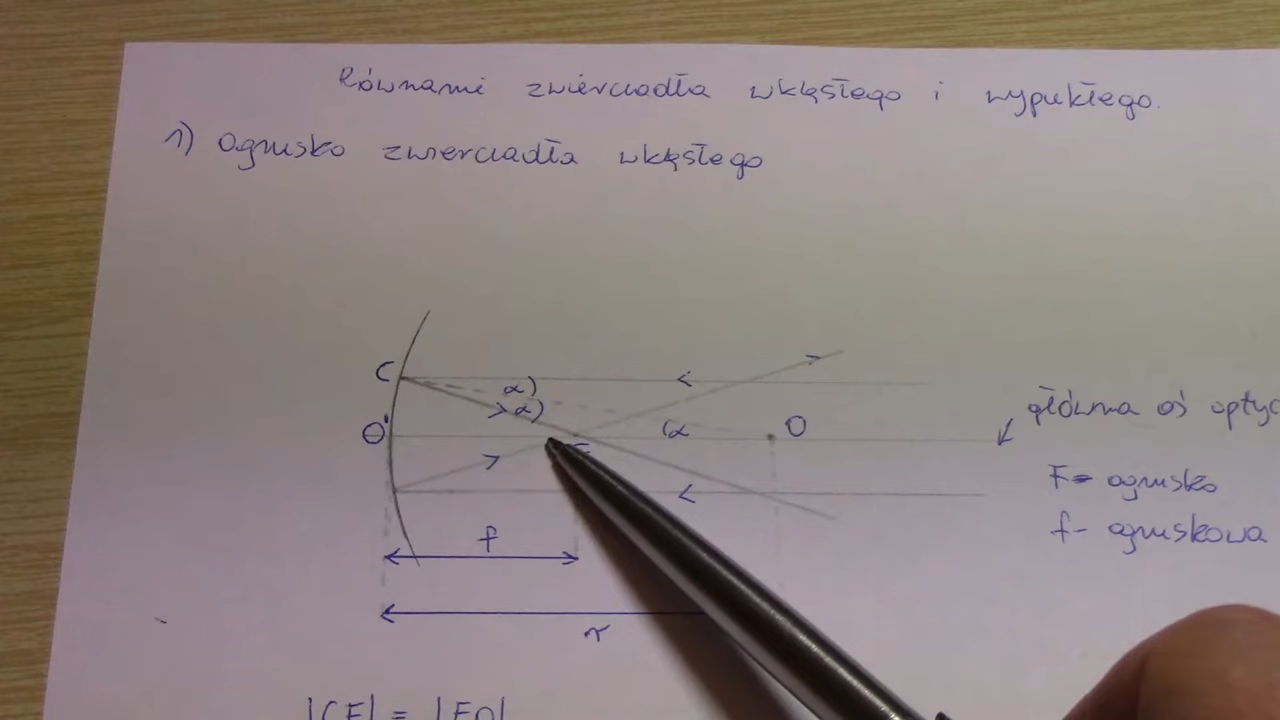 Równanie zwierciadła wklęsłego i wypukłego.
1) Ognisko zwierciadła wklęsłego
C
α)
α)
(α
O'
O
główna oś optyc
F= ognisko
f- ogniskowa
f
r
|CF| = |FO|